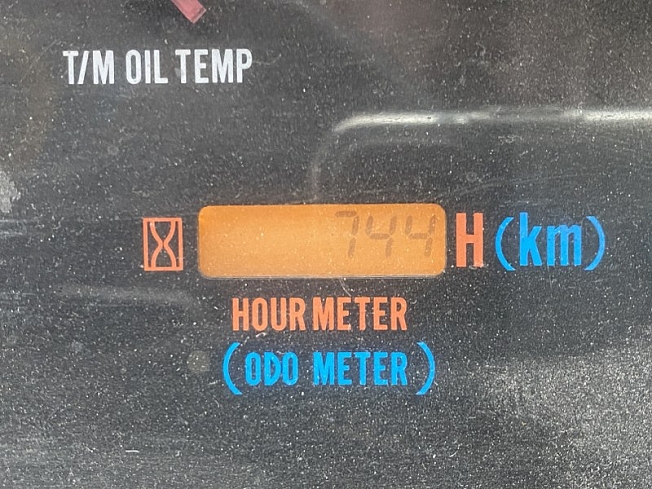 T/M OIL TEMP
744 H (km)
HOUR METER
(ODO METER)